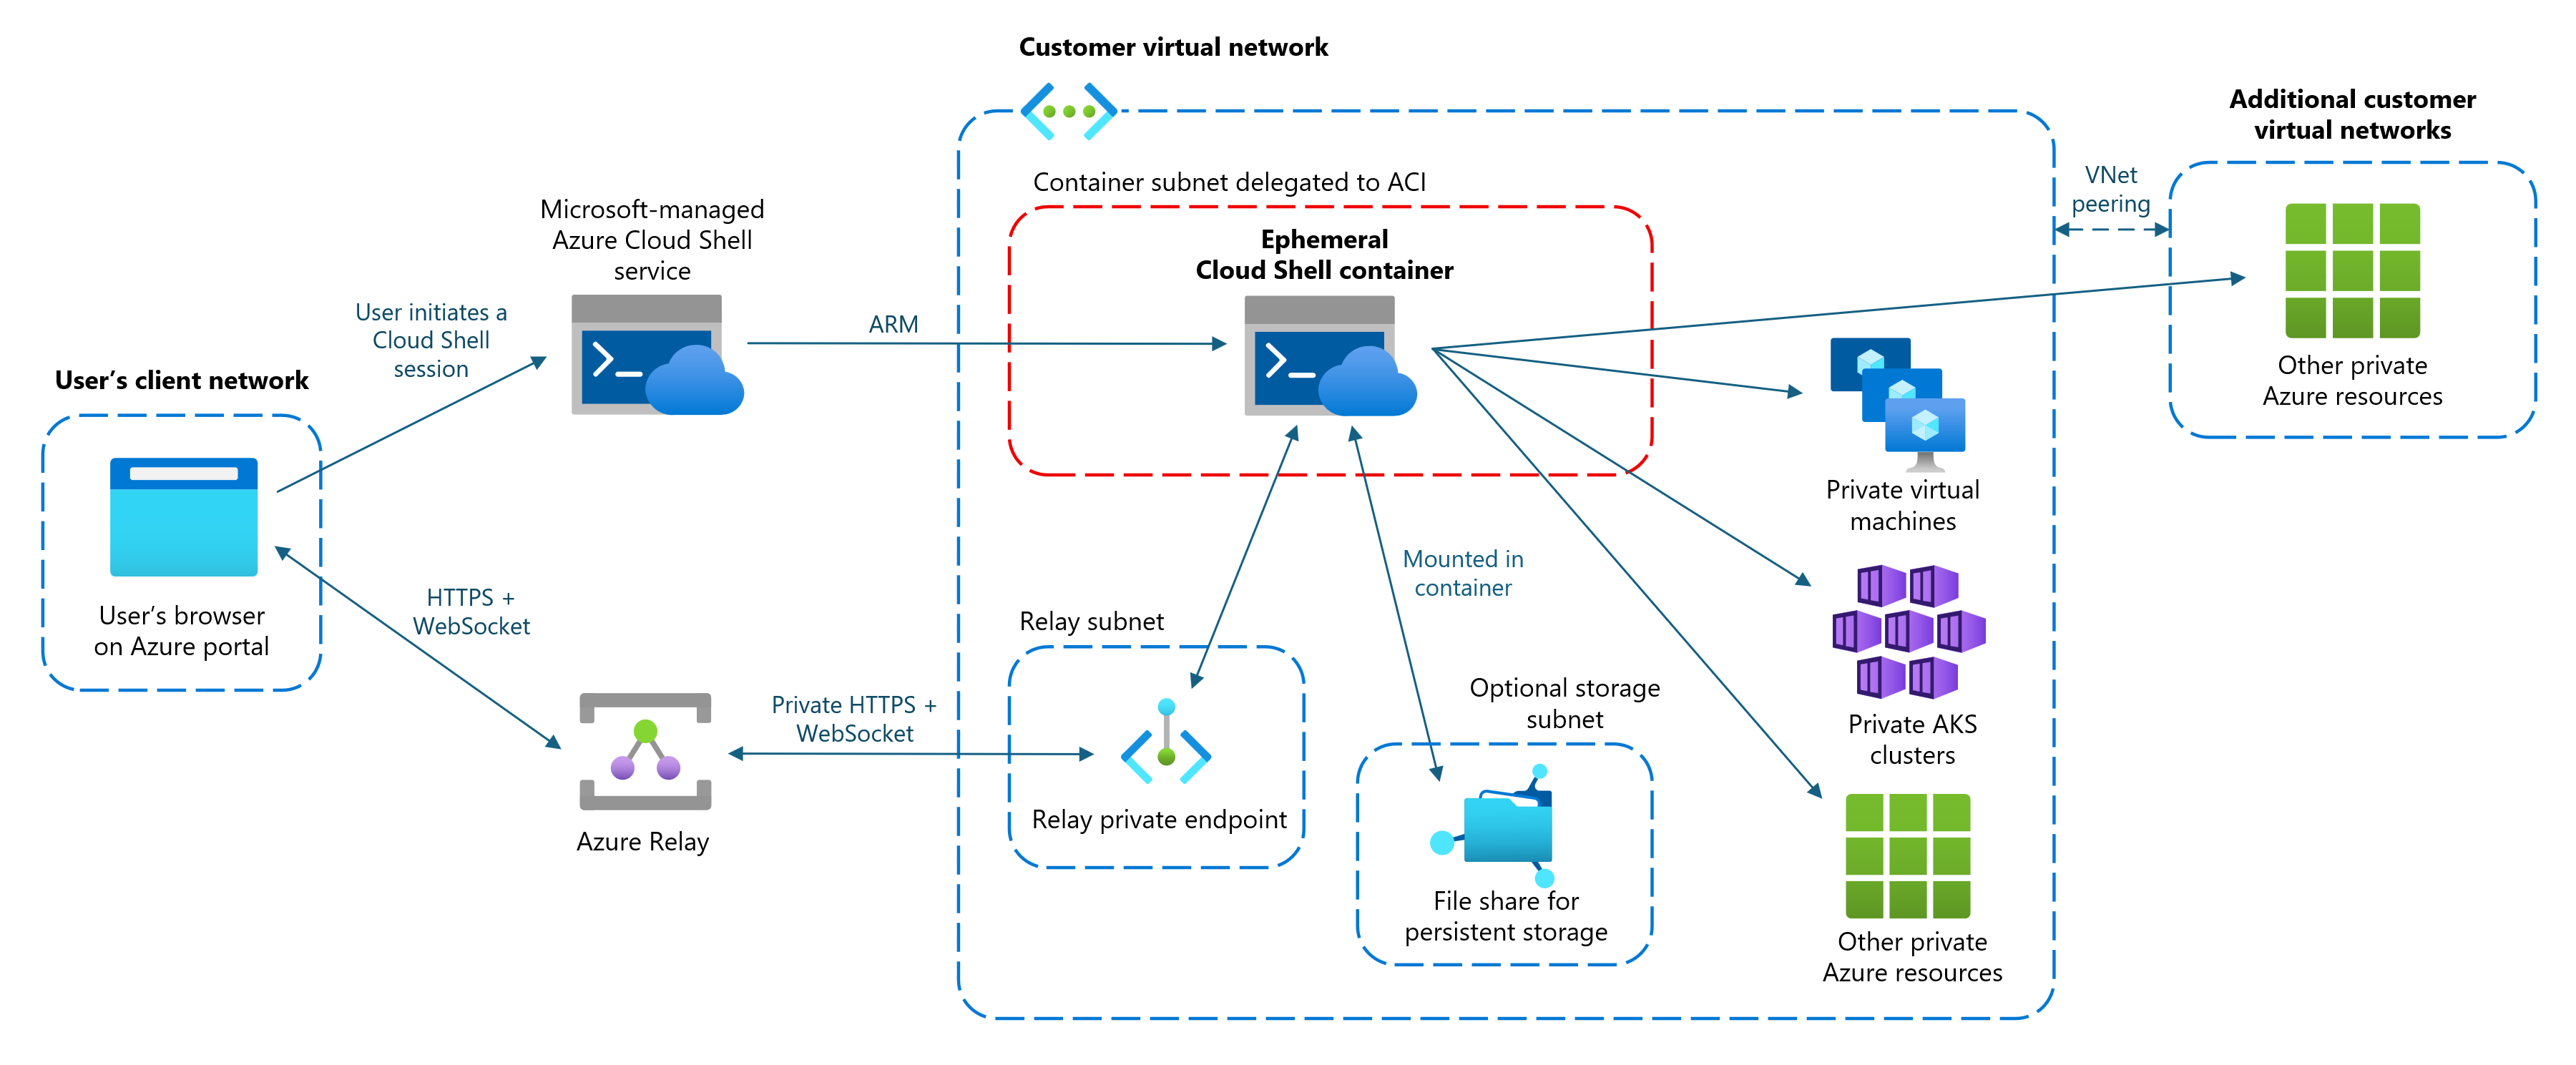 Customer virtual network
Additional customer
virtual networks
VNet
peering
Container subnet delegated to ACI
Microsoft-managed
Azure Cloud Shell
service
Ephemeral
Cloud Shell container
User initiates a
Cloud Shell
session
ARM
Other private
Azure resources
User’s client network
Private virtual
machines
User’s browser
on Azure portal
HTTPS +
WebSocket
Mounted in
container
Relay subnet
Private HTTPS +
WebSocket
Optional storage
subnet
Private AKS
clusters
Azure Relay
Relay private endpoint
File share for
persistent storage
Other private
Azure resources